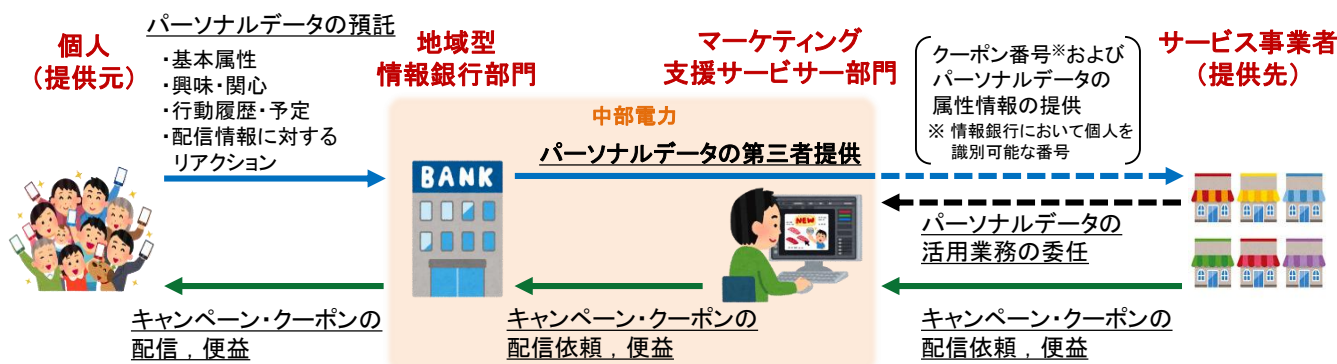 パーソナルデータの預託
個人
（提供元）
・基本属性
・興味・関心
・行動履歴・予定
・配信情報に対する
リアクション
地域型
情報銀行部門
マーケティング
支援サービサー部門
クーポン番号※および
パーソナルデータの
属性情報の提供
※ 情報銀行において個人を
識別可能な番号
サービス事業者
（提供先）
中部電力
パーソナルデータの第三者提供
BANK
NEW
パーソナルデータの
活用業務の委任
キャンペーン・クーポンの
配信，便益
キャンペーン・クーポンの
配信依頼，便益
キャンペーン・クーポンの
配信依頼，便益